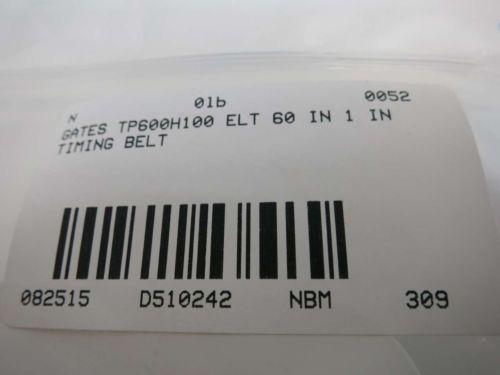 N 01b 0052
GATES TP600H100 ELT 60 IN 1 IN
TIMING BELT
082515 D510242 NBM 309